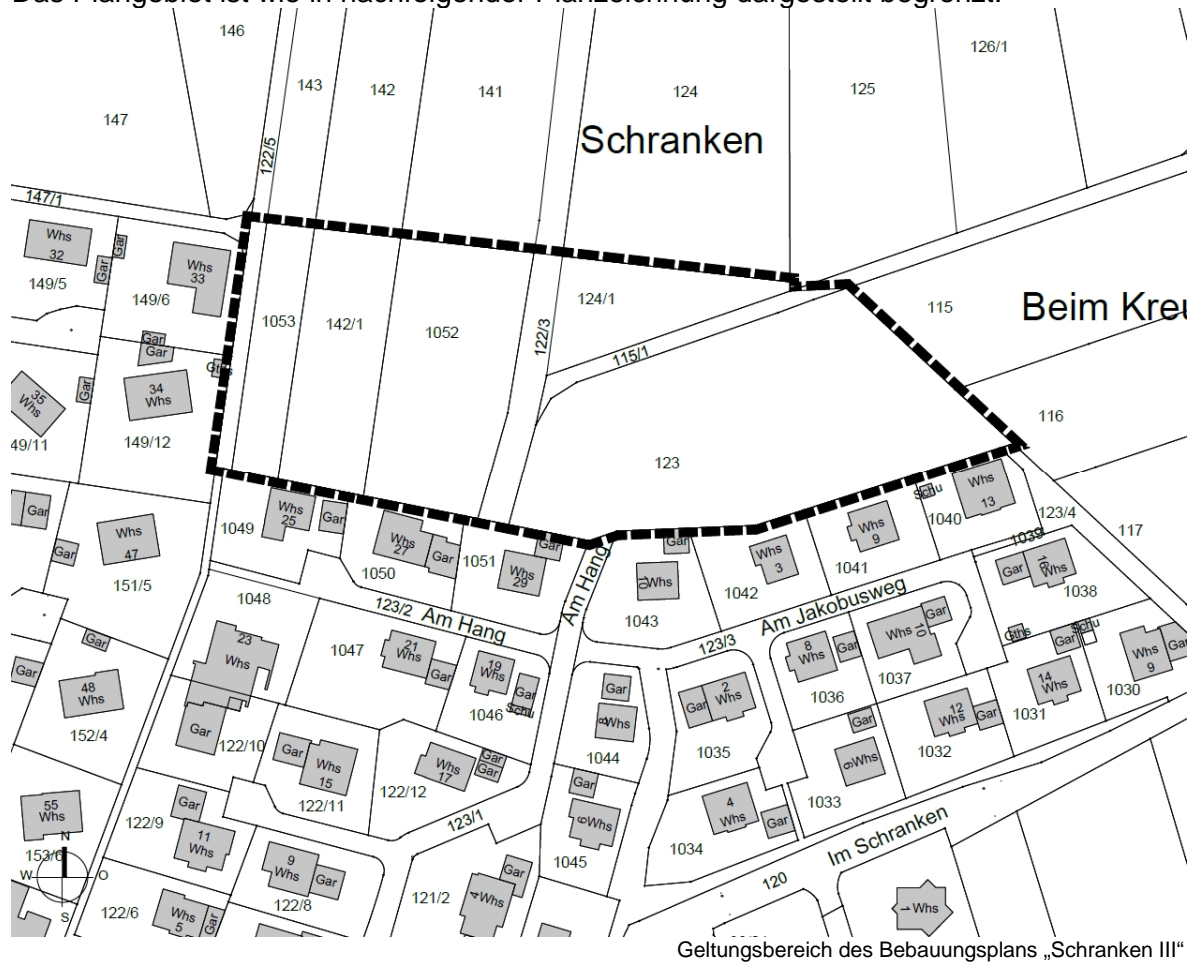 146
143
142
141
124
125
126/1
147
Schranken
122/5
147/1
Whs
32
Gar
Gar
Whs
33
149/5
149/6
1053
142/1
1052
122/3
124/1
115/1
115
Beim Kreu
Gar
Gar
Gths
34
Whs
Gar
35
Whs
49/11
149/12
116
123
Gar
Whs
47
Gar
151/5
1049
Whs
25
Gar
Whs
27
Gar
1050
1051
Gar
Whs
29
Am Hang
Gar
10
Whs
1043
Whs
3
1042
Whs
9
1041
Schu
1040
Whs
13
123/4
1039
117
Gar
16
Whs
1038
123/2
Am Hang
1048
1047
23
Whs
21
Whs
Gar
19
Whs
Gar
Schu
1046
123/3
Am Jakobusweg
8
Whs
Gar
1036
Whs
10
Gar
1037
Gths
Gar
Schu
Whs
9
Gar
1030
14
Whs
1031
Gar
48
Whs
Gar
152/4
Gar
122/10
Gar
Whs
15
122/11
122/12
Whs
17
Gar
Gar
Gar
8
Whs
1044
Gar
2
Whs
1035
12
Whs
Gar
1032
Gar
6
Whs
1033
55
Whs
153/6
N
W
O
S
122/9
Gar
11
Whs
123/1
Gar
6
Whs
1045
4
Whs
Gar
1034
Im Schranken
120
9
Whs
Gar
122/8
122/6
Whs
5
Gar
121/2
Gar
4
Whs
1
Whs
Geltungsbereich des Bebauungsplans „Schranken III“